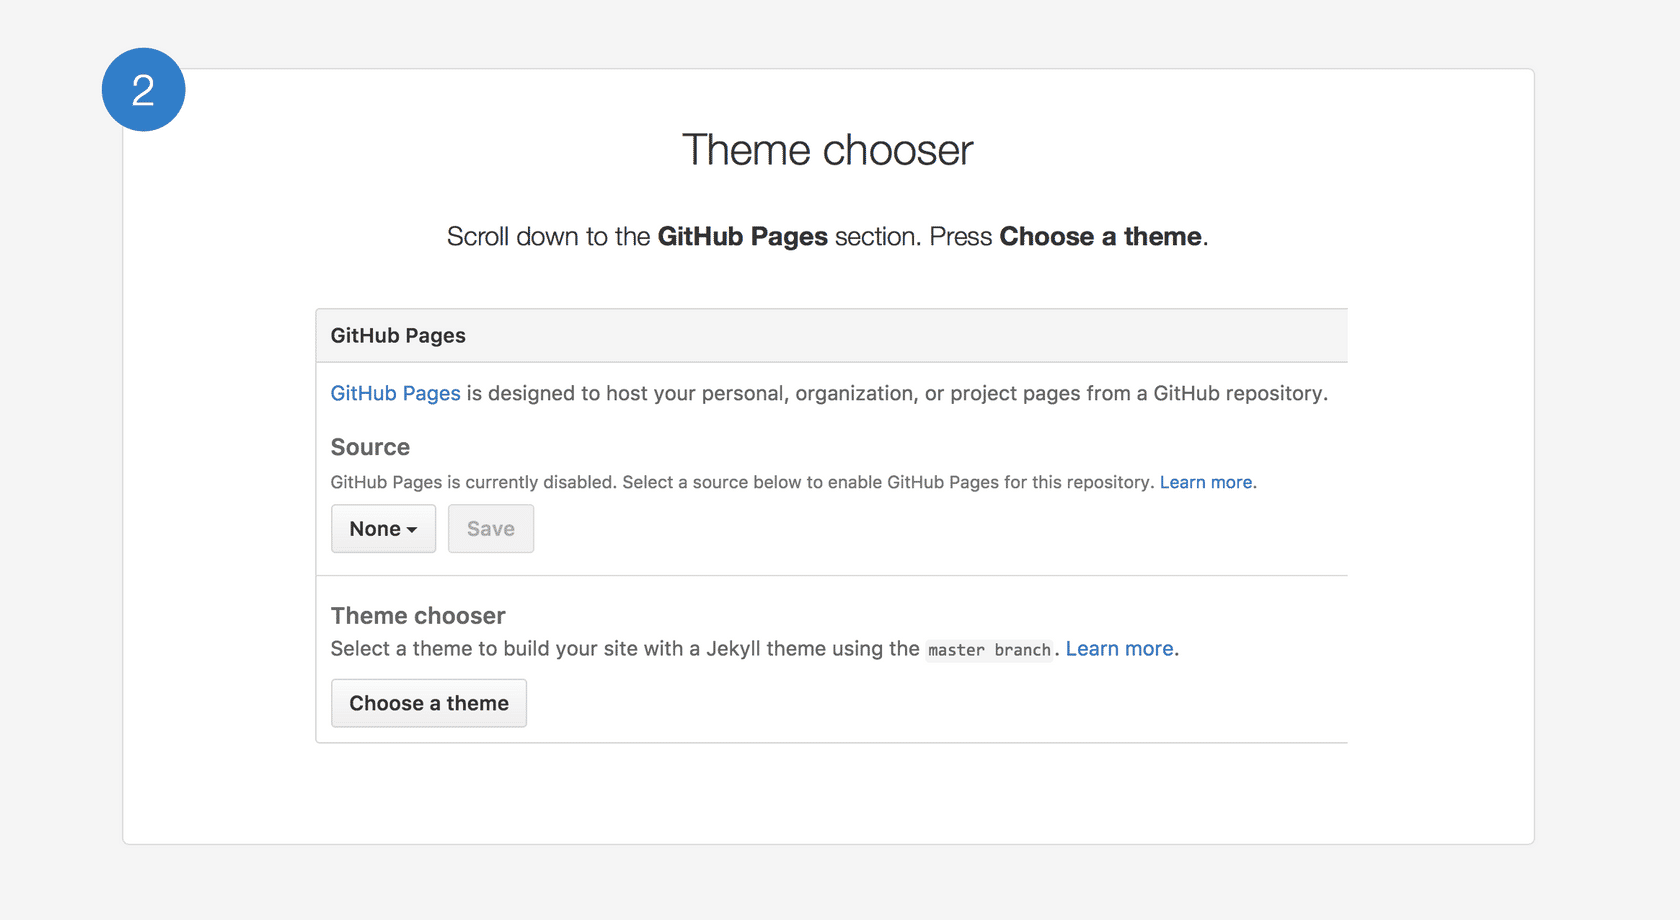 2
Theme chooser
Scroll down to the GitHub Pages section. Press Choose a theme.
GitHub Pages
GitHub Pages is designed to host your personal, organization, or project pages from a GitHub repository.
Source
GitHub Pages is currently disabled. Select a source below to enable GitHub Pages for this repository. Learn more.
None Save
Theme chooser
Select a theme to build your site with a Jekyll theme using the master branch. Learn more.
Choose a theme